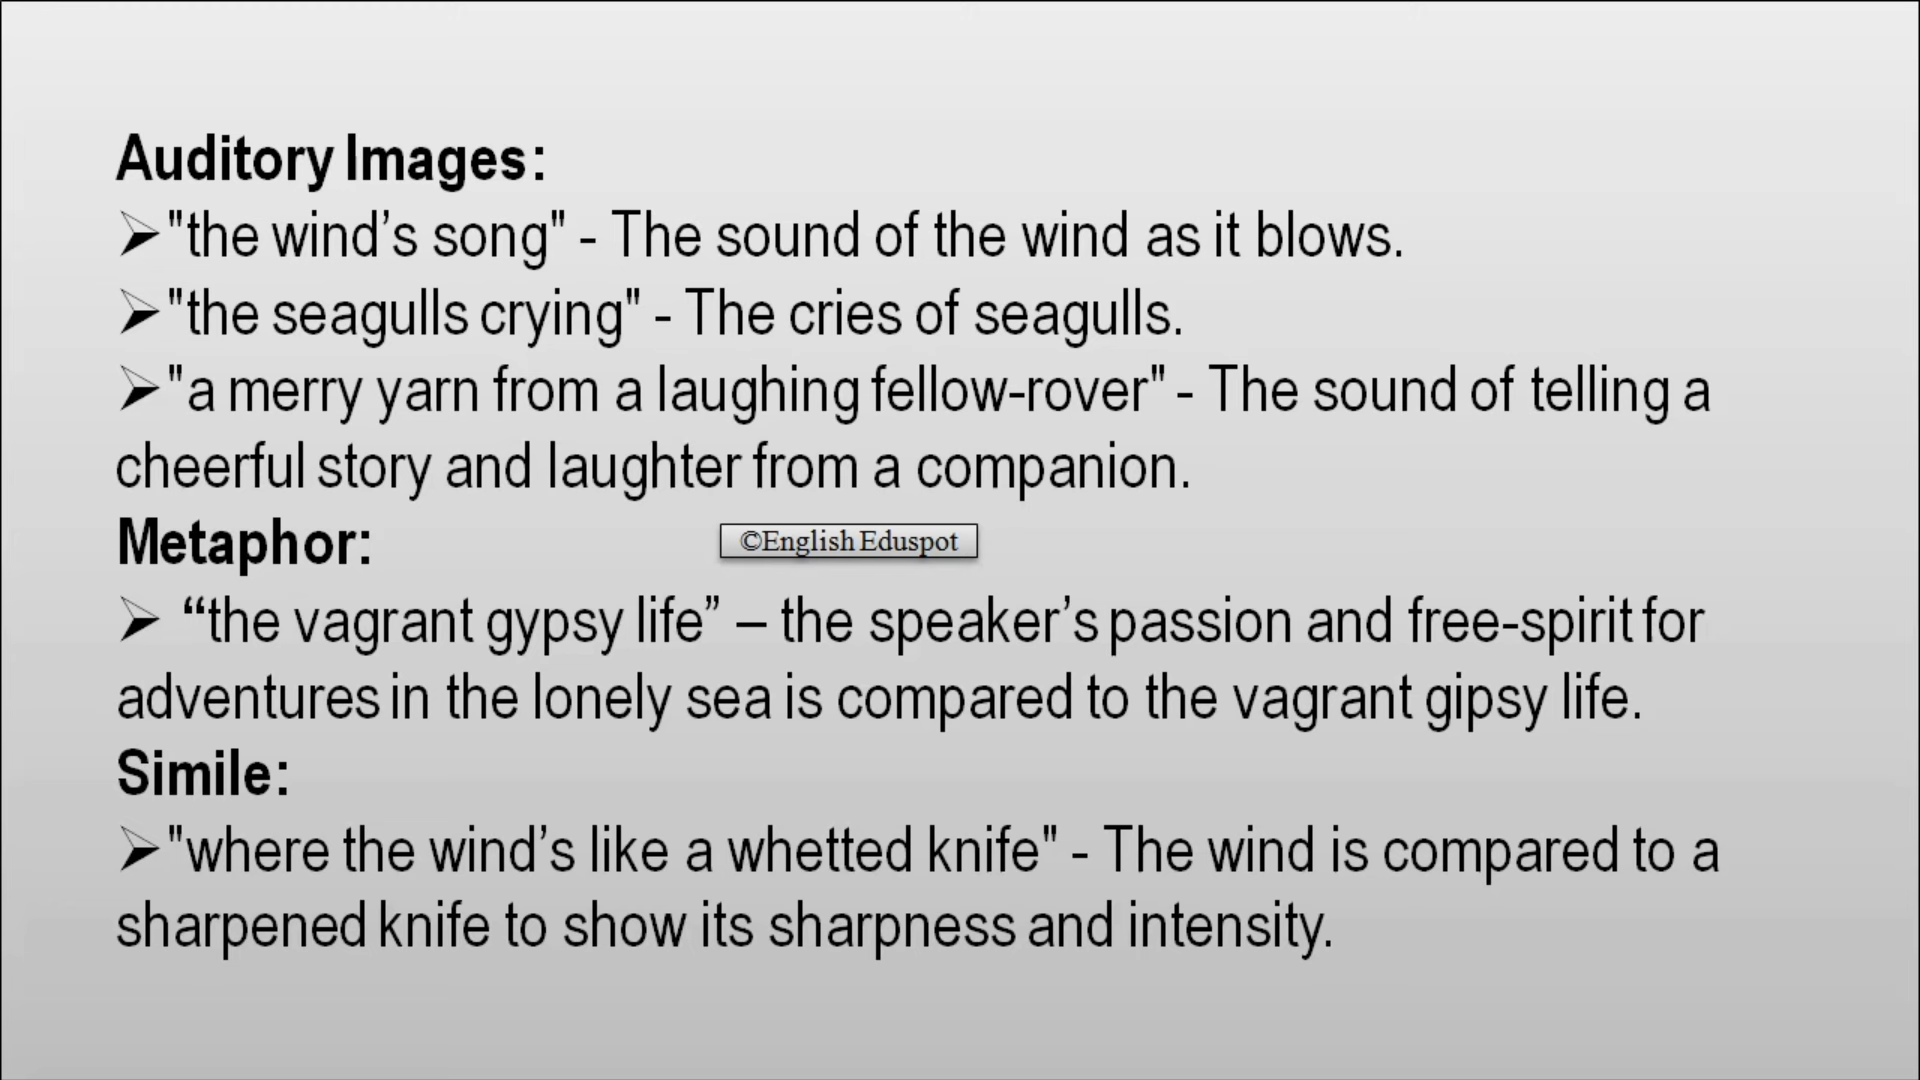 Auditory Images:
➢"the wind’s song" - The sound of the wind as it blows.
➢"the seagulls crying" - The cries of seagulls.
➢"a merry yarn from a laughing fellow-rover" - The sound of telling a
cheerful story and laughter from a companion.
Metaphor:
©English Eduspot
➢ “the vagrant gypsy life” – the speaker’s passion and free-spirit for
adventures in the lonely sea is compared to the vagrant gipsy life.
Simile:
➢"where the wind’s like a whetted knife" - The wind is compared to a
sharpened knife to show its sharpness and intensity.